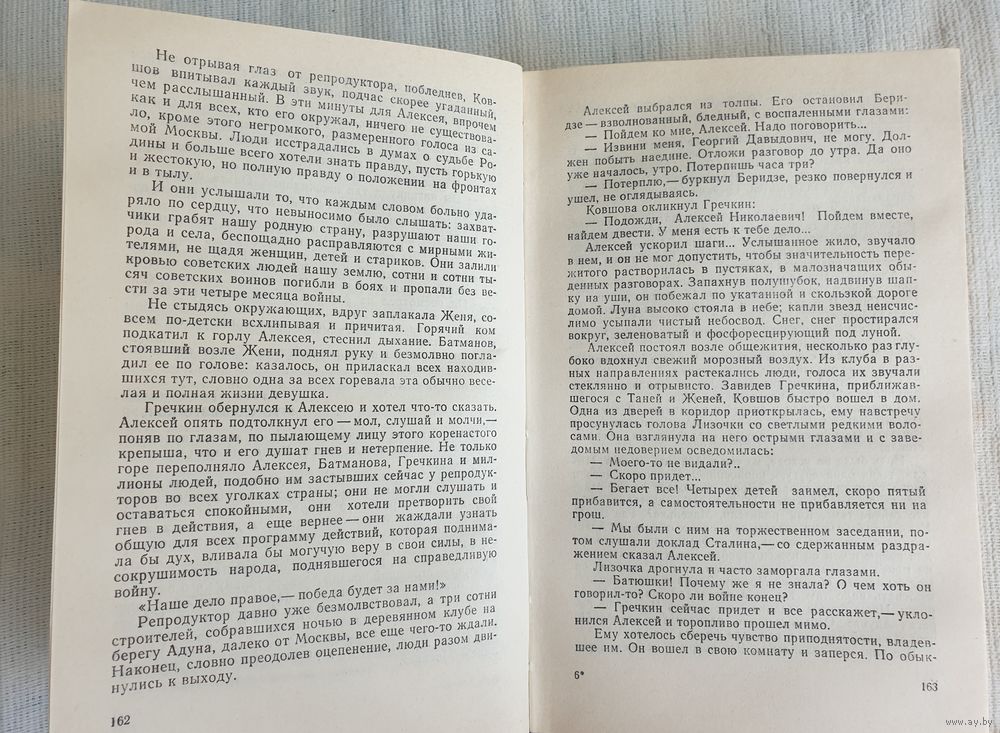 Не отрывая глаз от репродуктора, побледнев, Ков-
шов впитывал каждый звук, подчас скорее угаданный,
чем расслышанный. В эти минуты для Алексея, впрочем
как и для всех, кто его окружал, ничего не существова-
ло, кроме этого негромкого, размеренного голоса из са-
мой Москвы. Люди исстрадались в думах о судьбе Ро-
дины и больше всего хотели знать правду, пусть горькую
и жестокую, но полную правду о положении на фронтах
и в тылу.
И они услышали то, что каждым словом больно уда-
ряло по сердцу, что невыносимо было слышать: захват-
чики грабят нашу родную страну, разрушают наши го-
рода и села, беспощадно расправляются с мирными жи-
телями, не щадя женщин, детей и стариков. Они залили
кровью советских людей нашу землю, сотни и сотни ты-
сяч советских воинов погибли в боях и пропали без ве-
сти за эти четыре месяца войны.
Не стыдясь окружающих, вдруг заплакала Женя, со-
всем по-детски всхлипывая и причитая. Горячий ком
подкатил к горлу Алексея, стеснил дыхание. Батманов,
стоявший возле Жени, поднял руку и безмолвно погла-
дил ее по голове: казалось, он приласкал всех находив-
шихся тут, словно одна за всех горевала эта обычно весе-
лая и полная жизни девушка.
Гречкин обернулся к Алексею и хотел что-то сказать.
Алексей опять подтолкнул его — мол, слушай и молчи,—
поняв по глазам, по пылающему лицу этого коренастого
крепыша, что и его душат гнев и нетерпение. Не только
горе переполняло Алексея, Батманова, Гречкина и мил-
лионы людей, подобно им застывших сейчас у репродук-
торов во всех уголках страны; они не могли слушать и
оставаться спокойными, они хотели претворить свой
гнев в действия, а еще вернее — они жаждали узнать
общую для всех программу действий, которая поднима-
ла бы дух, вливала бы могучую веру в свои силы, в не-
сокрушимость народа, поднявшегося на справедливую
войну.
«Наше дело правое,— победа будет за нами!»
Репродуктор давно уже безмолвствовал, а три сотни
строителей, собравшихся ночью в деревянном клубе на
берегу Адуна, далеко от Москвы, все еще чего-то ждали.
Наконец, словно преодолев оцепенение, люди разом дви-
нулись к выходу.
162
Алексей выбрался из толпы. Его остановил Бери-
дзе — взволнованный, бледный, с воспаленными глазами:
— Пойдем ко мне, Алексей. Надо поговорить...
— Извини меня, Георгий Давыдович, не могу. Дол-
жен побыть наедине. Отложи разговор до утра. Да оно
уже началось, утро. Потерпишь часа три?
— Потерплю,— буркнул Беридзе, резко повернулся и
ушел, не оглядываясь.
Ковшова окликнул Гречкин:
— Подожди, Алексей Николаевич! Пойдем вместе,
найдем двести. У меня есть к тебе дело...
Алексей ускорил шаги... Услышанное жило, звучало
в нем, и он не мог допустить, чтобы значительность пере-
житого растворилась в пустяках, в малозначащих обы-
денных разговорах. Запахнув полушубок, надвинув шап-
ку на уши, он побежал по укатанной и скользкой дороге
домой. Луна высоко стояла в небе; капли звезд неисчис-
лимо усыпали чистый небосвод. Снег, снег простирался
вокруг, зеленоватый и фосфоресцирующий под луной.
Алексей постоял возле общежития, несколько раз глу-
боко вдохнул свежий морозный воздух. Из клуба в раз-
ных направлениях растекались люди, голоса их звучали
стеклянно и отрывисто. Завидев Гречкина, приближав-
шегося с Таней и Женей, Ковшов быстро вошел в дом.
Одна из дверей в коридор приоткрылась, ему навстречу
просунулась голова Лизочки со светлыми редкими воло-
сами. Она взглянула на него острыми глазами и с заве-
домым недоверием осведомилась:
— Моего-то не видали?..
— Скоро придет...
— Бегает все! Четырех детей заимел, скоро пятый
прибавится, а самостоятельности не прибавляется ни на
грош.
— Мы были с ним на торжественном заседании, по-
том слушали доклад Сталина,— со сдержанным раздра-
жением сказал Алексей.
Лизочка дрогнула и часто заморгала глазами.
— Батюшки! Почему же я не знала? О чем хоть он
говорил-то? Скоро ли войне конец?
— Гречкин сейчас придет и все расскажет,— укло-
нился Алексей и торопливо прошел мимо.
Ему хотелось сберечь чувство приподнятости, владев-
шее им. Он вошел в свою комнату и заперся. По обык-
6*
163
www.ay.by